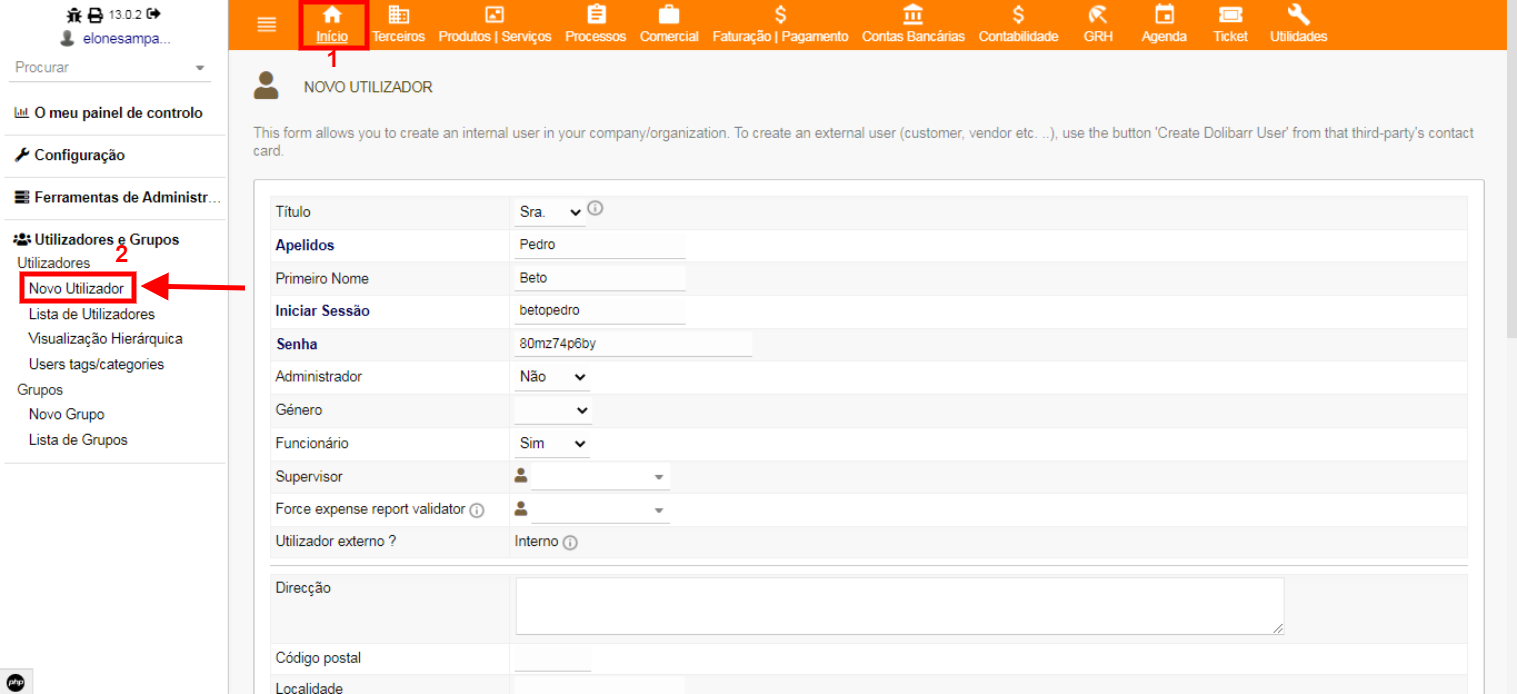 13.0.2
elonesampa...
Procurar
O meu painel de controlo
Configuração
Ferramentas de Administr...
Utilizadores e Grupos
2
Utilizadores
Novo Utilizador
Lista de Utilizadores
Visualização Hierárquica
Users tags/categories
Grupos
Novo Grupo
Lista de Grupos
php
Início Terceiros Produtos | Serviços Processos Comercial Faturação | Pagamento Contas Bancárias Contabilidade GRH Agenda Ticket Utilidades
1
NOVO UTILIZADOR
This form allows you to create an internal user in your company/organization. To create an external user (customer, vendor etc. ..), use the button 'Create Dolibarr User' from that third-party's contact
card.
Título Sra.
Apelidos Pedro
Primeiro Nome Beto
Iniciar Sessão betopedro
Senha 80mz74p6by
Administrador Não
Género
Funcionário Sim
Supervisor
Force expense report validator
Utilizador externo ? Interno
Direcção
Código postal
Localidade